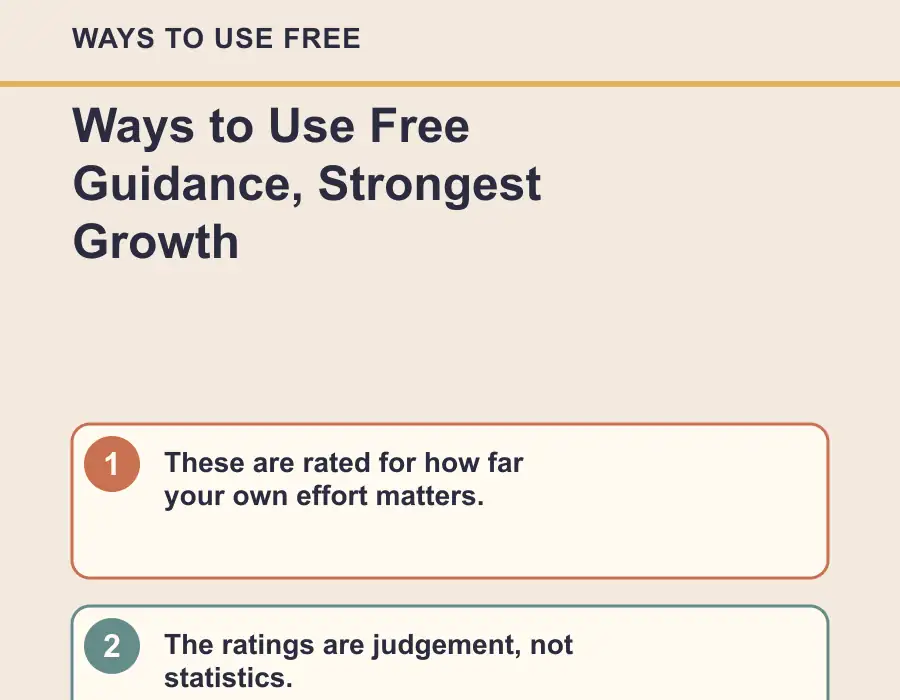 WAYS TO USE FREE
Ways to Use Free
Guidance, Strongest
Growth
1
These are rated for how far
your own effort matters.
2
The ratings are judgement, not
statistics.